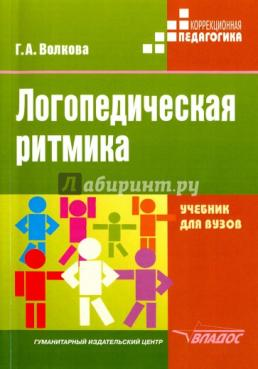 Г.А. Волкова
КОРРЕКЦИОННАЯ
ПЕДАГОГИКА
Логопедическая
ритмика
Лабиринт.ру
УЧЕБНИК
ДЛЯ ВУЗОВ
ГУМАНИТАРНЫЙ ИЗДАТЕЛЬСКИЙ ЦЕНТР
ВЛАДОС